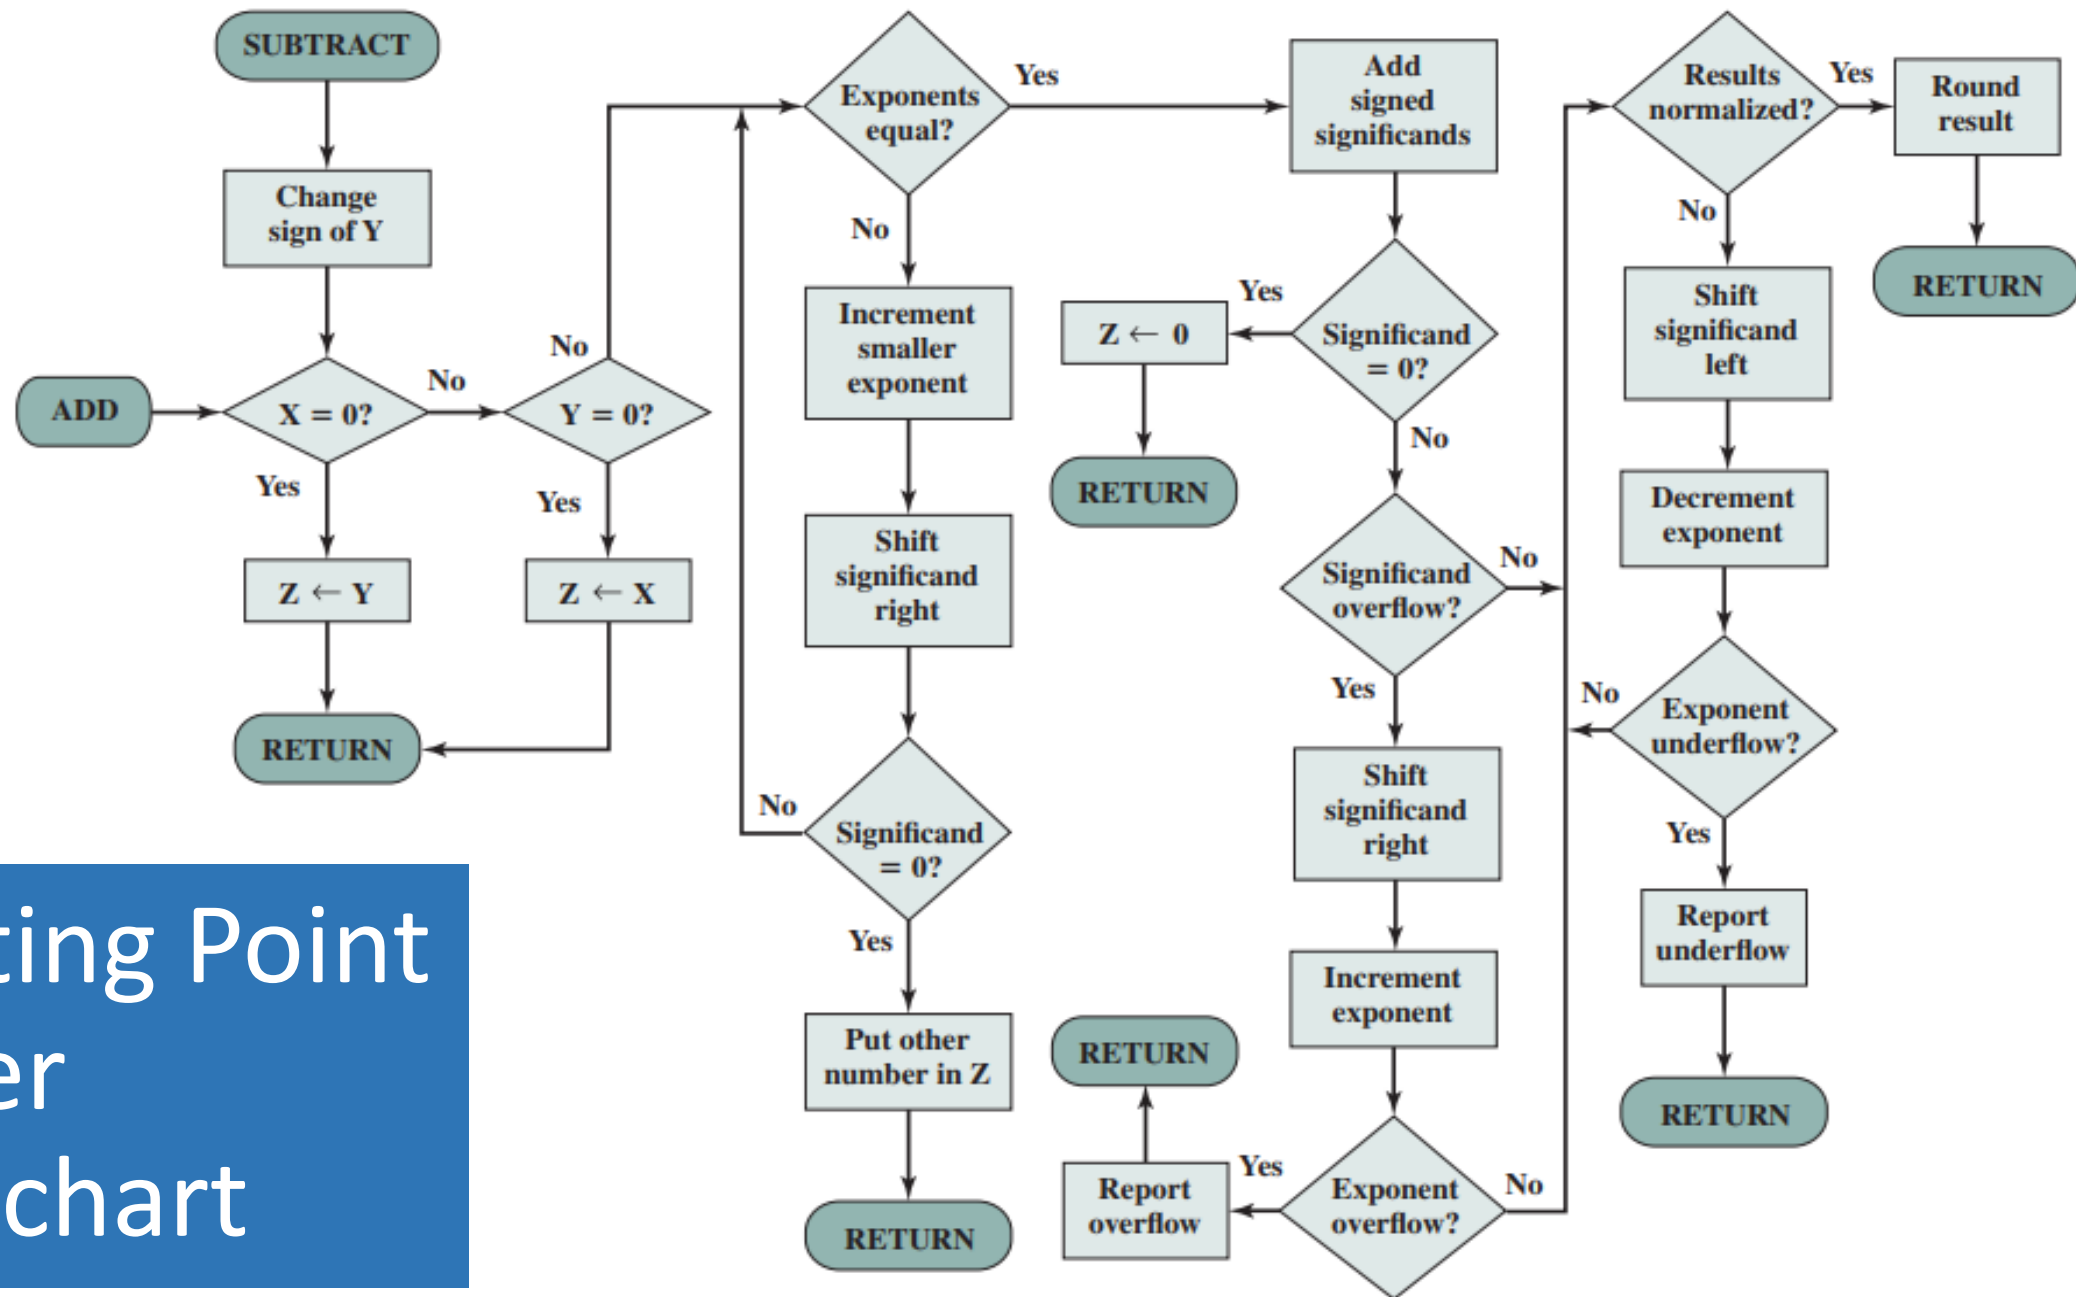 SUBTRACT
Change
sign of Y
ADD
X = 0?
No
Yes
Z ← Y
RETURN
Y = 0?
No
Yes
Z ← X
Exponents
equal?
Yes
No
Increment
smaller
exponent
Shift
significand
right
Significand
= 0?
No
Yes
Put other
number in Z
RETURN
Add
signed
significands
Significand
= 0?
Yes
Z ← 0
RETURN
No
Significand
overflow?
No
Yes
Shift
significand
right
Increment
exponent
Exponent
overflow?
Yes
Report
overflow
RETURN
No
Results
normalized?
Yes
Round
result
RETURN
No
Shift
significand
left
Decrement
exponent
Exponent
underflow?
No
Yes
Report
underflow
RETURN
ting Point
er
chart